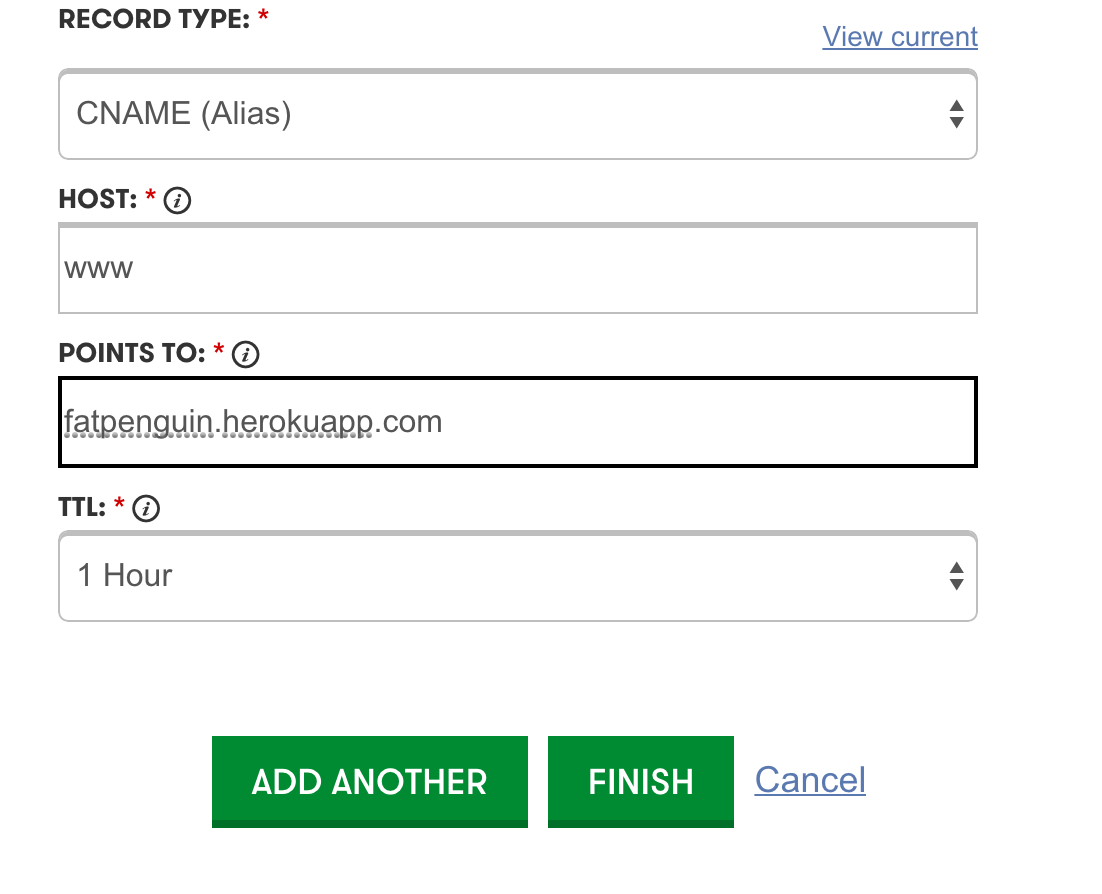 RECORD TYPE: *
View current
CNAME (Alias)
HOST: * i
www
POINTS TO: * i
fatpenguin.herokuapp.com
TTL: * i
1 Hour
ADD ANOTHER FINISH Cancel